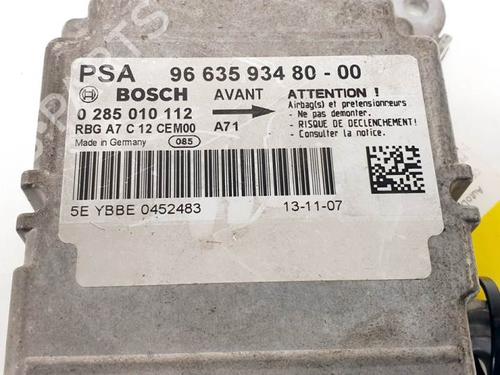 PSA 96 635 934 80 - 00
BOSCH AVANT ATTENTION !
0 285 010 112 Airbag(s) et pretensionneurs
- Ne pas demonter.
RBG A7 C 12 CEM00 A71 - RISQUE DE DECLENCHEMENT!
Made in Germany 085 - Consulter la notice.
5E YBBE 0452483 13-11-07